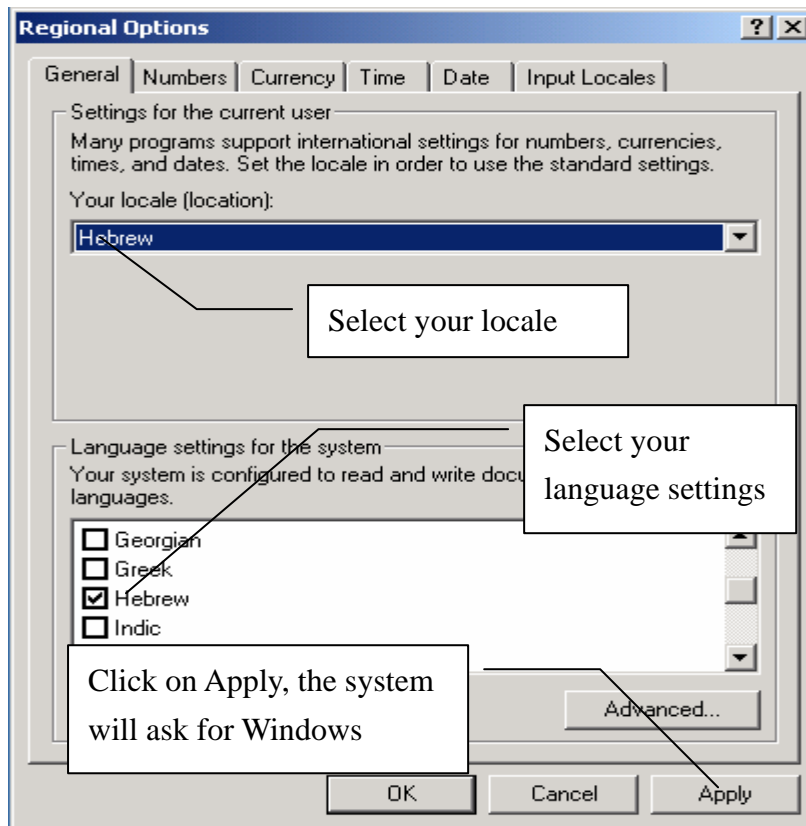 Regional Options
General Numbers Currency Time Date Input Locales
Settings for the current user
Many programs support international settings for numbers, currencies,
times, and dates. Set the locale in order to use the standard settings.
Your locale (location):
Hebrew
Select your locale
Language settings for the system
Your system is configured to read and write
languages.
Select your
language settings
Georgian
Greek
Hebrew
Indic
Click on Apply, the system
will ask for Windows
Advanced...
OK Cancel Apply